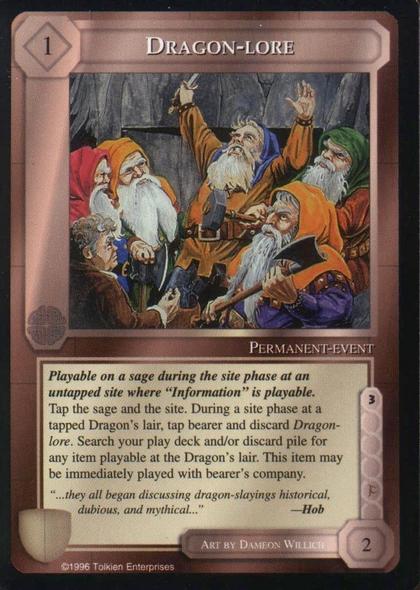 1
DRAGON-LORE
PERMANENT-EVENT
Playable on a sage during the site phase at an
untapped site where “Information” is playable.
Tap the sage and the site. During a site phase at a
tapped Dragon's lair, tap bearer and discard Dragon-
lore. Search your play deck and/or discard pile for
any item playable at the Dragon's lair. This item may
be immediately played with bearer's company.
“...they all began discussing dragon-slayings historical,
dubious, and mythical...”
—Hob
3
ART BY DAMEON WILLICH
2
©1996 Tolkien Enterprises